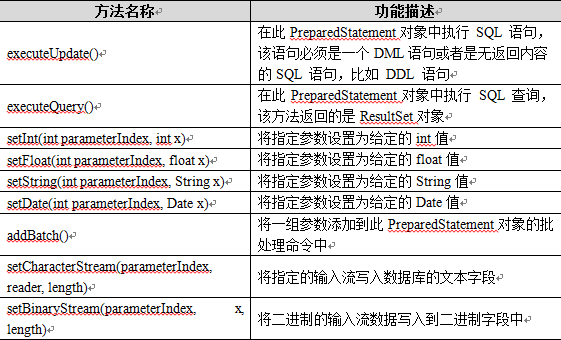 方法名称 功能描述
executeUpdate() 在此 PreparedStatement 对象中执行 SQL 语句，
该语句必须是一个 DML 语句或者是无返回内容
的 SQL 语句，比如 DDL 语句
executeQuery() 在此 PreparedStatement 对象中执行 SQL 查询，
该方法返回的是 ResultSet 对象
setInt(int parameterIndex, int x) 将指定参数设置为给定的 int 值
setFloat(int parameterIndex, float x) 将指定参数设置为给定的 float 值
setString(int parameterIndex, String x) 将指定参数设置为给定的 String 值
setDate(int parameterIndex, Date x) 将指定参数设置为给定的 Date 值
addBatch() 将一组参数添加到此 PreparedStatement 对象的批
处理命令中
setCharacterStream(parameterIndex,
reader, length) 将指定的输入流写入数据库的文本字段
setBinaryStream(parameterIndex, x,
length) 将二进制的输入流数据写入到二进制字段中